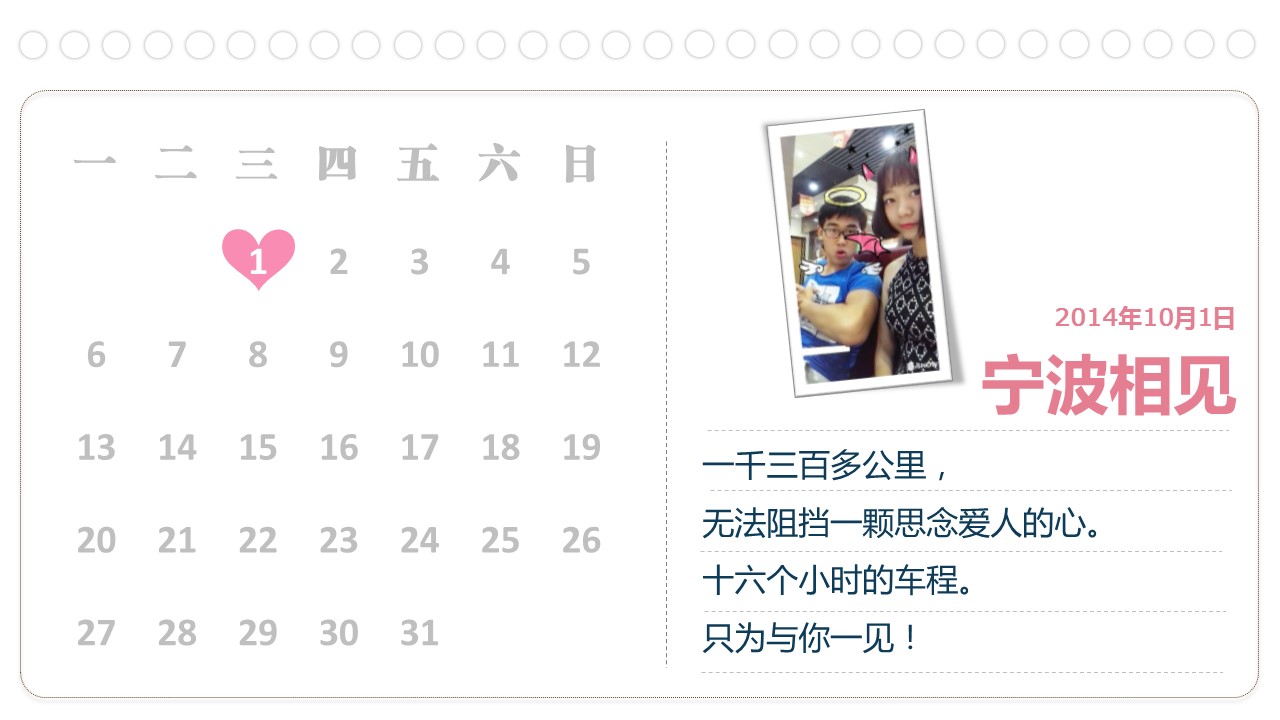 一 二 三 四 五 六 日
1 2 3 4 5
6 7 8 9 10 11 12
13 14 15 16 17 18 19
20 21 22 23 24 25 26
27 28 29 30 31
2014年10月1日
宁波相见
一千三百多公里，
无法阻挡一颗思念爱人的心。
十六个小时的车程。
只为与你一见！